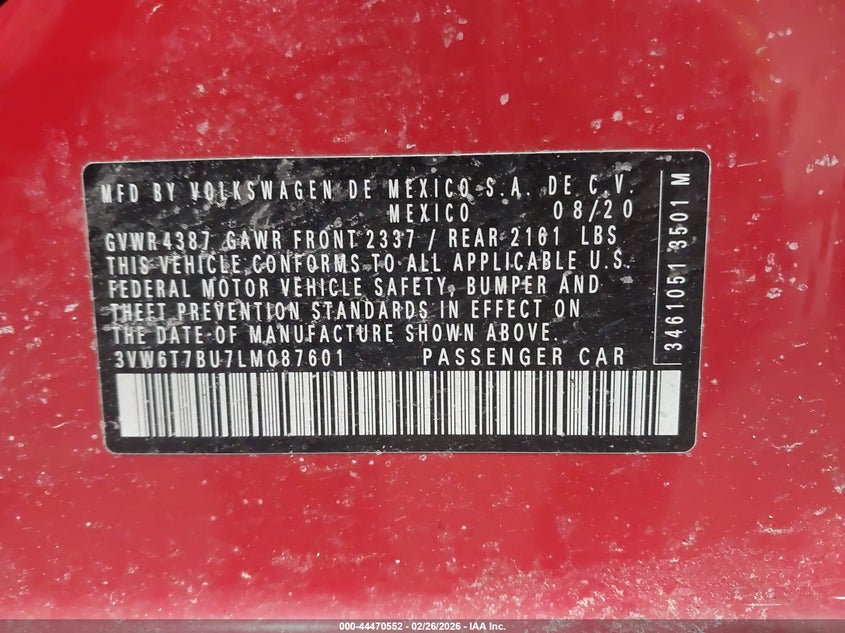 MFD BY VOLKSWAGEN DE MEXICO S.A. DE C.V.
MEXICO 08/20
GVWR 4387 GAWR FRONT 2337 / REAR 2161 LBS
THIS VEHICLE CONFORMS TO ALL APPLICABLE U.S.
FEDERAL MOTOR VEHICLE SAFETY, BUMPER AND
THEFT PREVENTION STANDARDS IN EFFECT ON
THE DATE OF MANUFACTURE SHOWN ABOVE.
3VW6T7BU7LM087601 PASSENGER CAR
3461051 3501 M
000-44470552 - 02/26/2026 - IAA Inc.